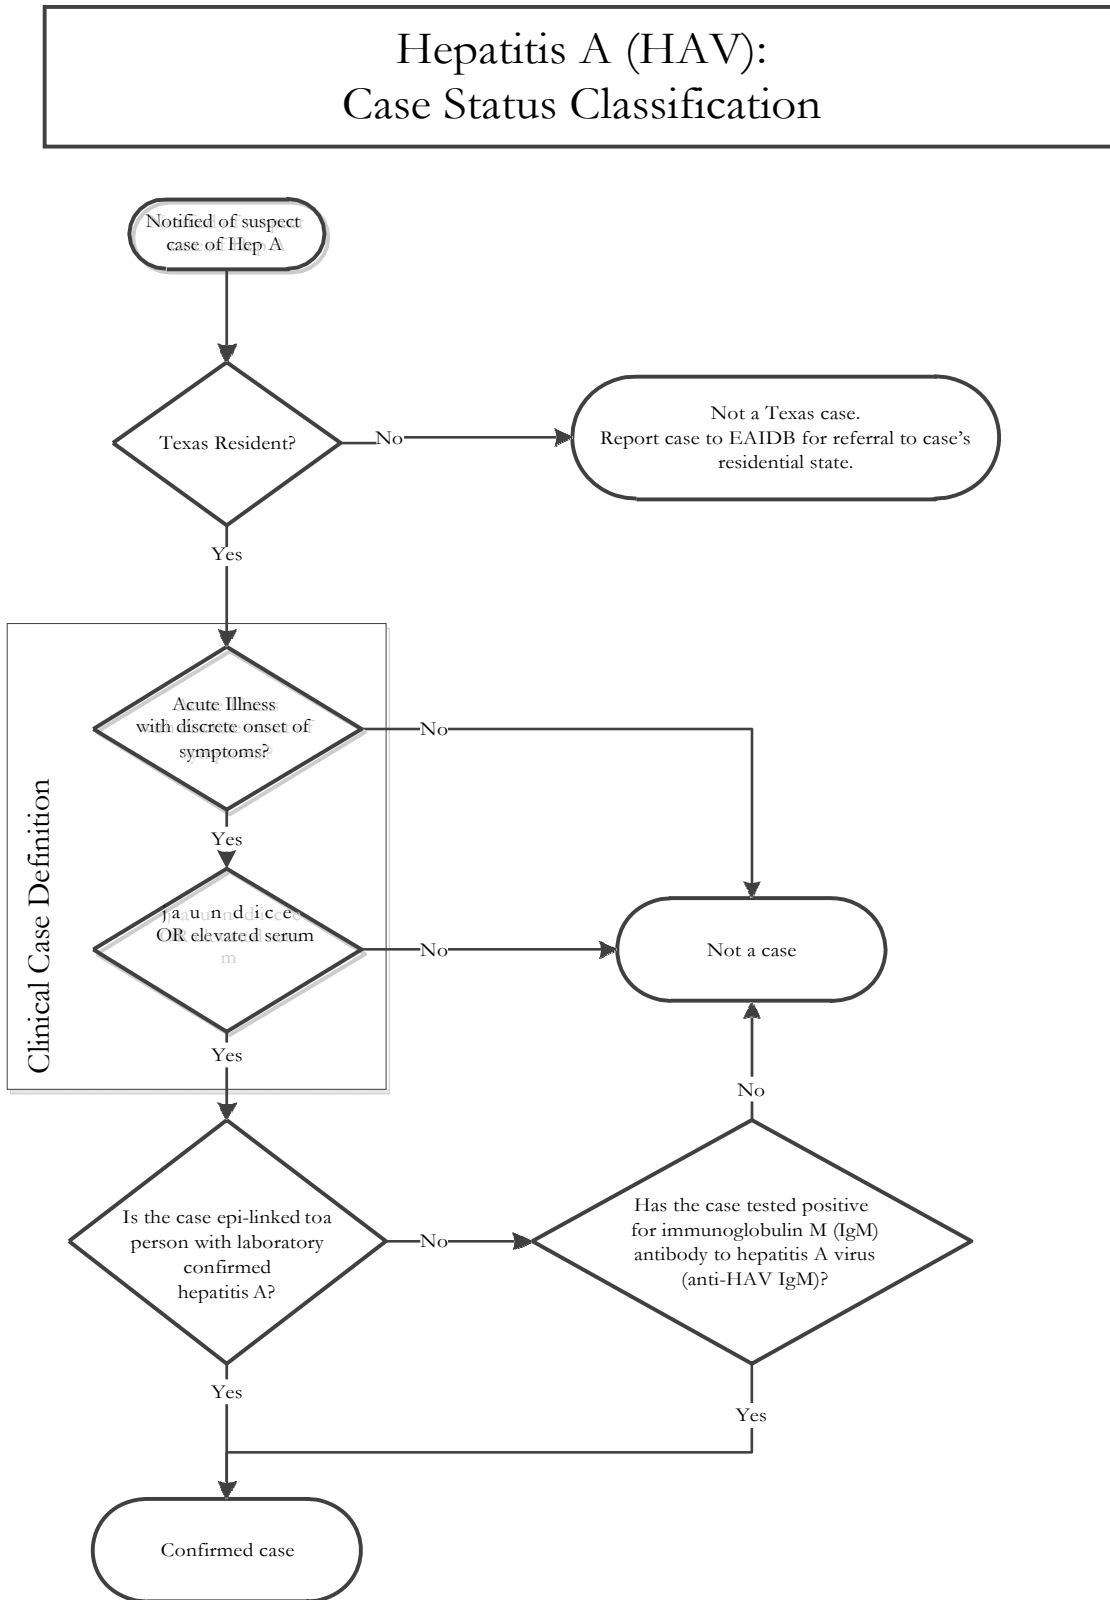 Hepatitis A (HAV):
Case Status Classification
Notified of suspect
case of Hep A
Texas Resident?
No
Not a Texas case.
Report case to EAIDB for referral to case's
residential state.
Yes
Clinical Case Definition
Acute Illness
with discrete onset of
symptoms?
No
Yes
jaundice
OR elevated serum
m
No
Not a case
Yes
No
Is the case epi-linked toa
person with laboratory
confirmed
hepatitis A?
No
Has the case tested positive
for immunoglobulin M (IgM)
antibody to hepatitis A virus
(anti-HAV IgM)?
Yes
Yes
Confirmed case